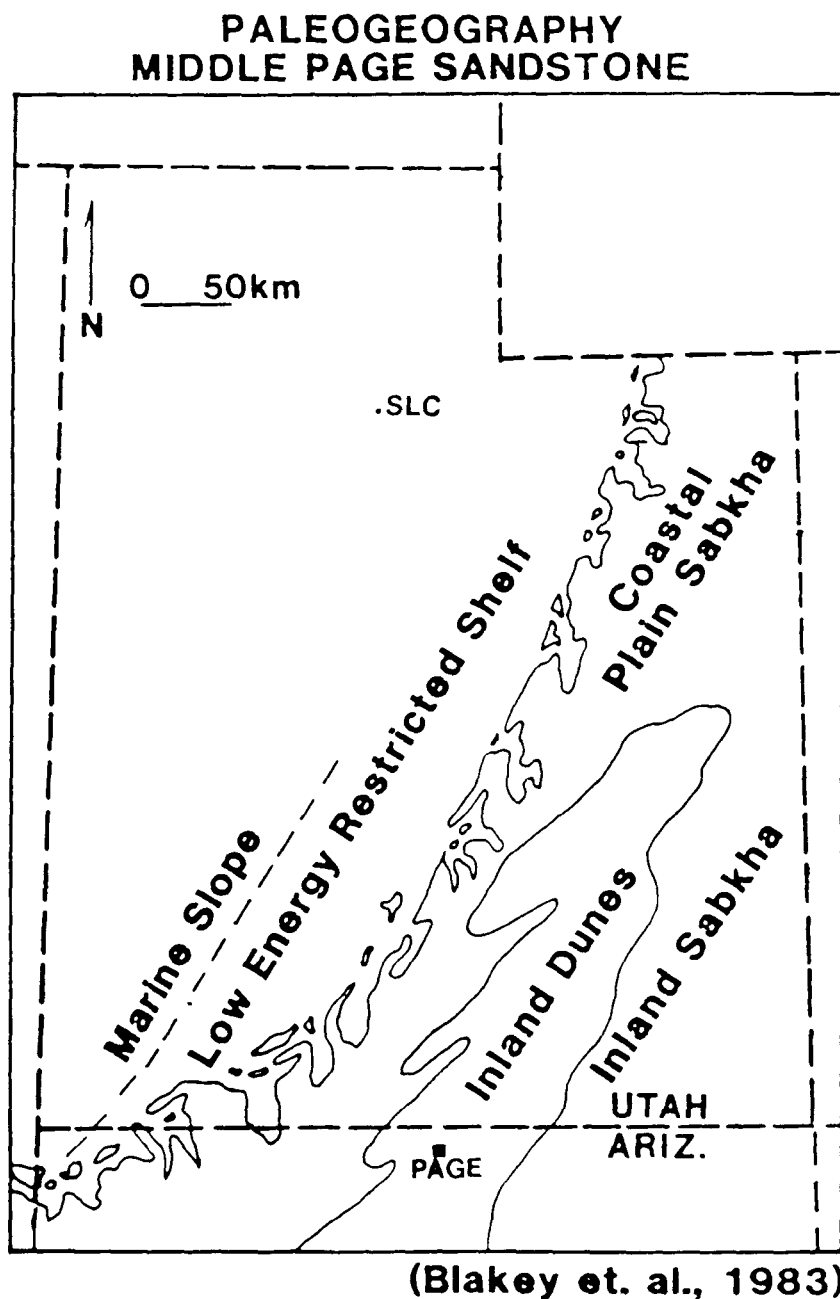 PALEOGEOGRAPHY
MIDDLE PAGE SANDSTONE
0 50km
N
.SLC
Coastal
Plain Sabkha
Low Energy Restricted Shelf
Marine Slope
Inland Dunes
Inland Sabkha
UTAH
ARIZ.
PAGE
(Blakey et. al., 1983)